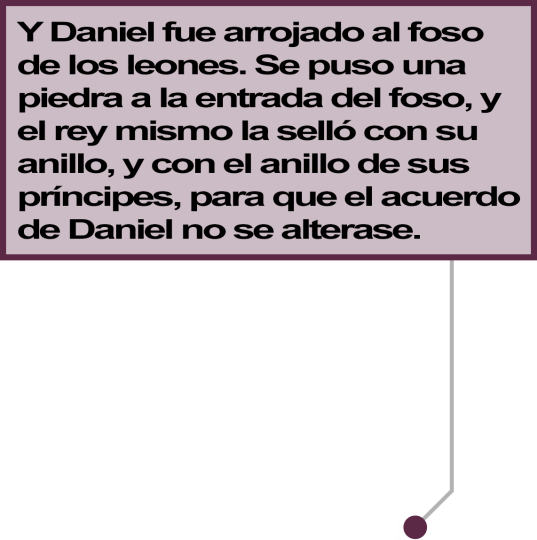 Y Daniel fue arrojado al foso
de los leones. Se puso una
piedra a la entrada del foso, y
el rey mismo la selló con su
anillo, y con el anillo de sus
príncipes, para que el acuerdo
de Daniel no se alterase.